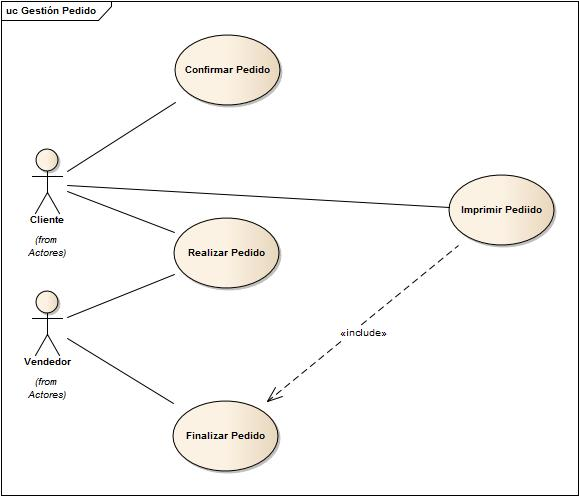 uc Gestión Pedido
Confirmar Pedido
Cliente
(from
Actores)
Imprimir Pediido
Realizar Pedido
Vendedor
(from
Actores)
«include»
Finalizar Pedido